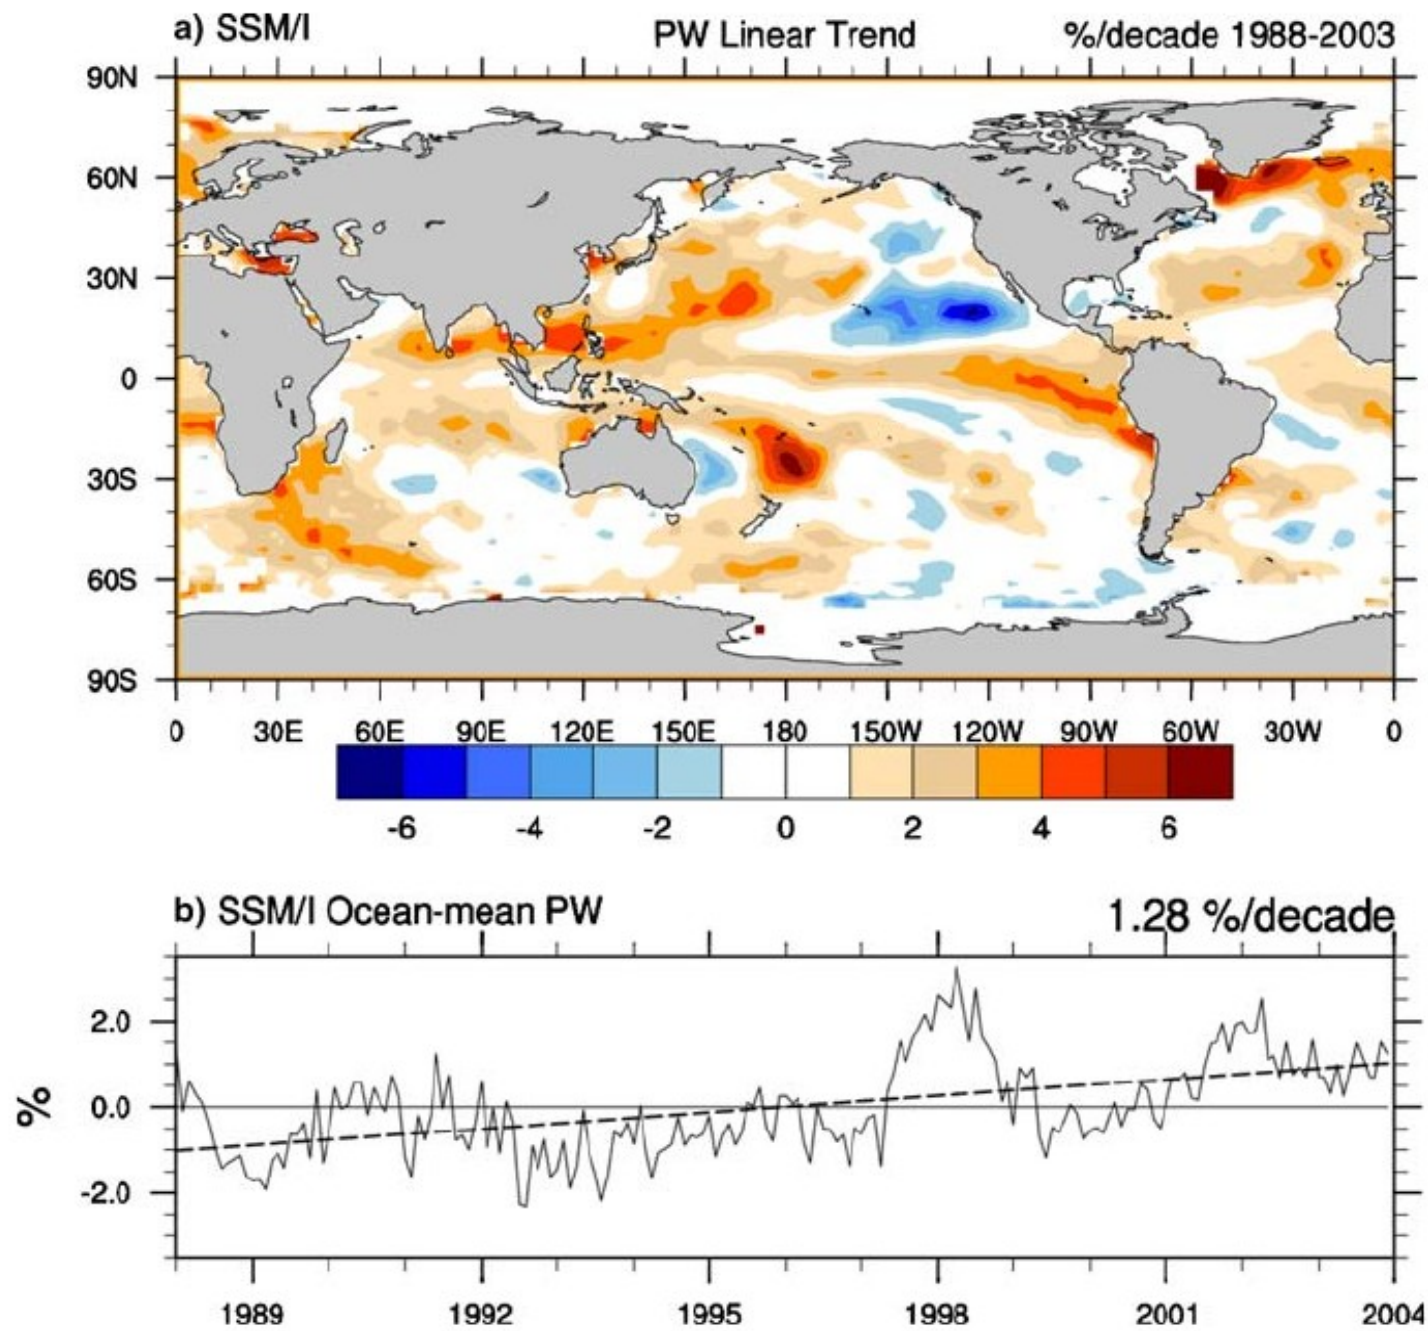 a) SSM/I PW Linear Trend %/decade 1988-2003
90N
60N
30N
0
30S
60S
90S
0 30E 60E 90E 120E 150E 180 150W 120W 90W 60W 30W 0
-6 -4 -2 0 2 4 6
b) SSM/I Ocean-mean PW 1.28 %/decade
2.0
0.0
-2.0
%
1989 1992 1995 1998 2001 2004